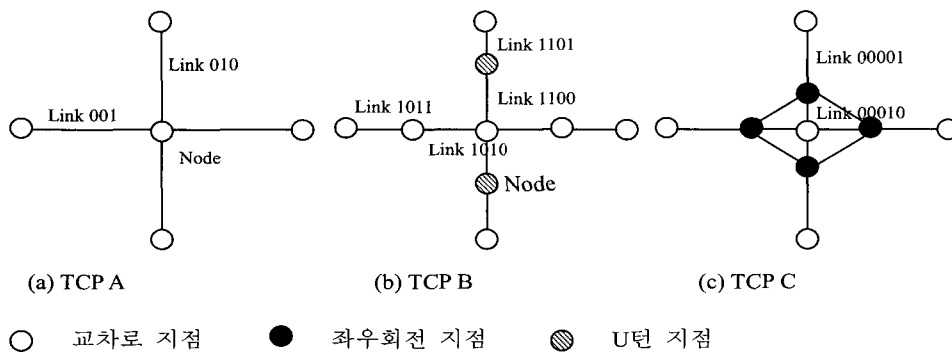 Link 010
Link 001
Node
(a) TCP A
Link 1101
Link 1011
Link 1100
Link 1010
Node
(b) TCP B
Link 00001
Link 00010
(c) TCP C
교차로 지점
좌우회전 지점
U턴 지점